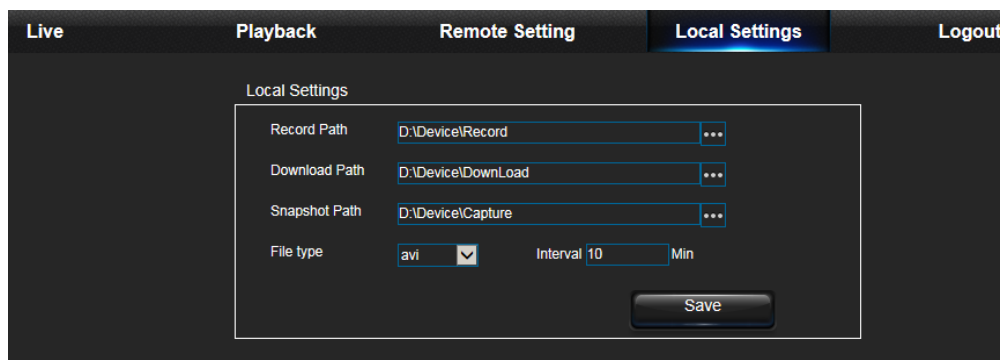 Live Playback Remote Setting Local Settings Logout
Local Settings
Record Path D:\Device\Record ...
Download Path D:\Device\DownLoad ...
Snapshot Path D:\Device\Capture ...
File type avi Interval 10 Min
Save